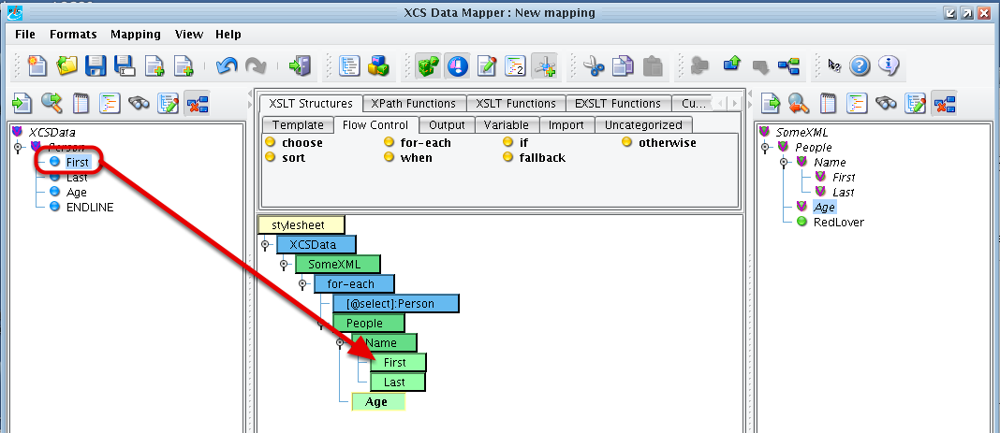 XCS Data Mapper : New mapping
File Formats Mapping View Help
XSLT Structures XPath Functions XSLT Functions EXSLT Functions Cu...
Template Flow Control Output Variable Import Uncategorized
choose for-each if otherwise
sort when fallback
XCSData
Person
First
Last
Age
ENDLINE
stylesheet
XCSData
SomeXML
for-each
[@select]:Person
People
Name
First
Last
Age
SomeXML
People
Name
First
Last
Age
RedLover